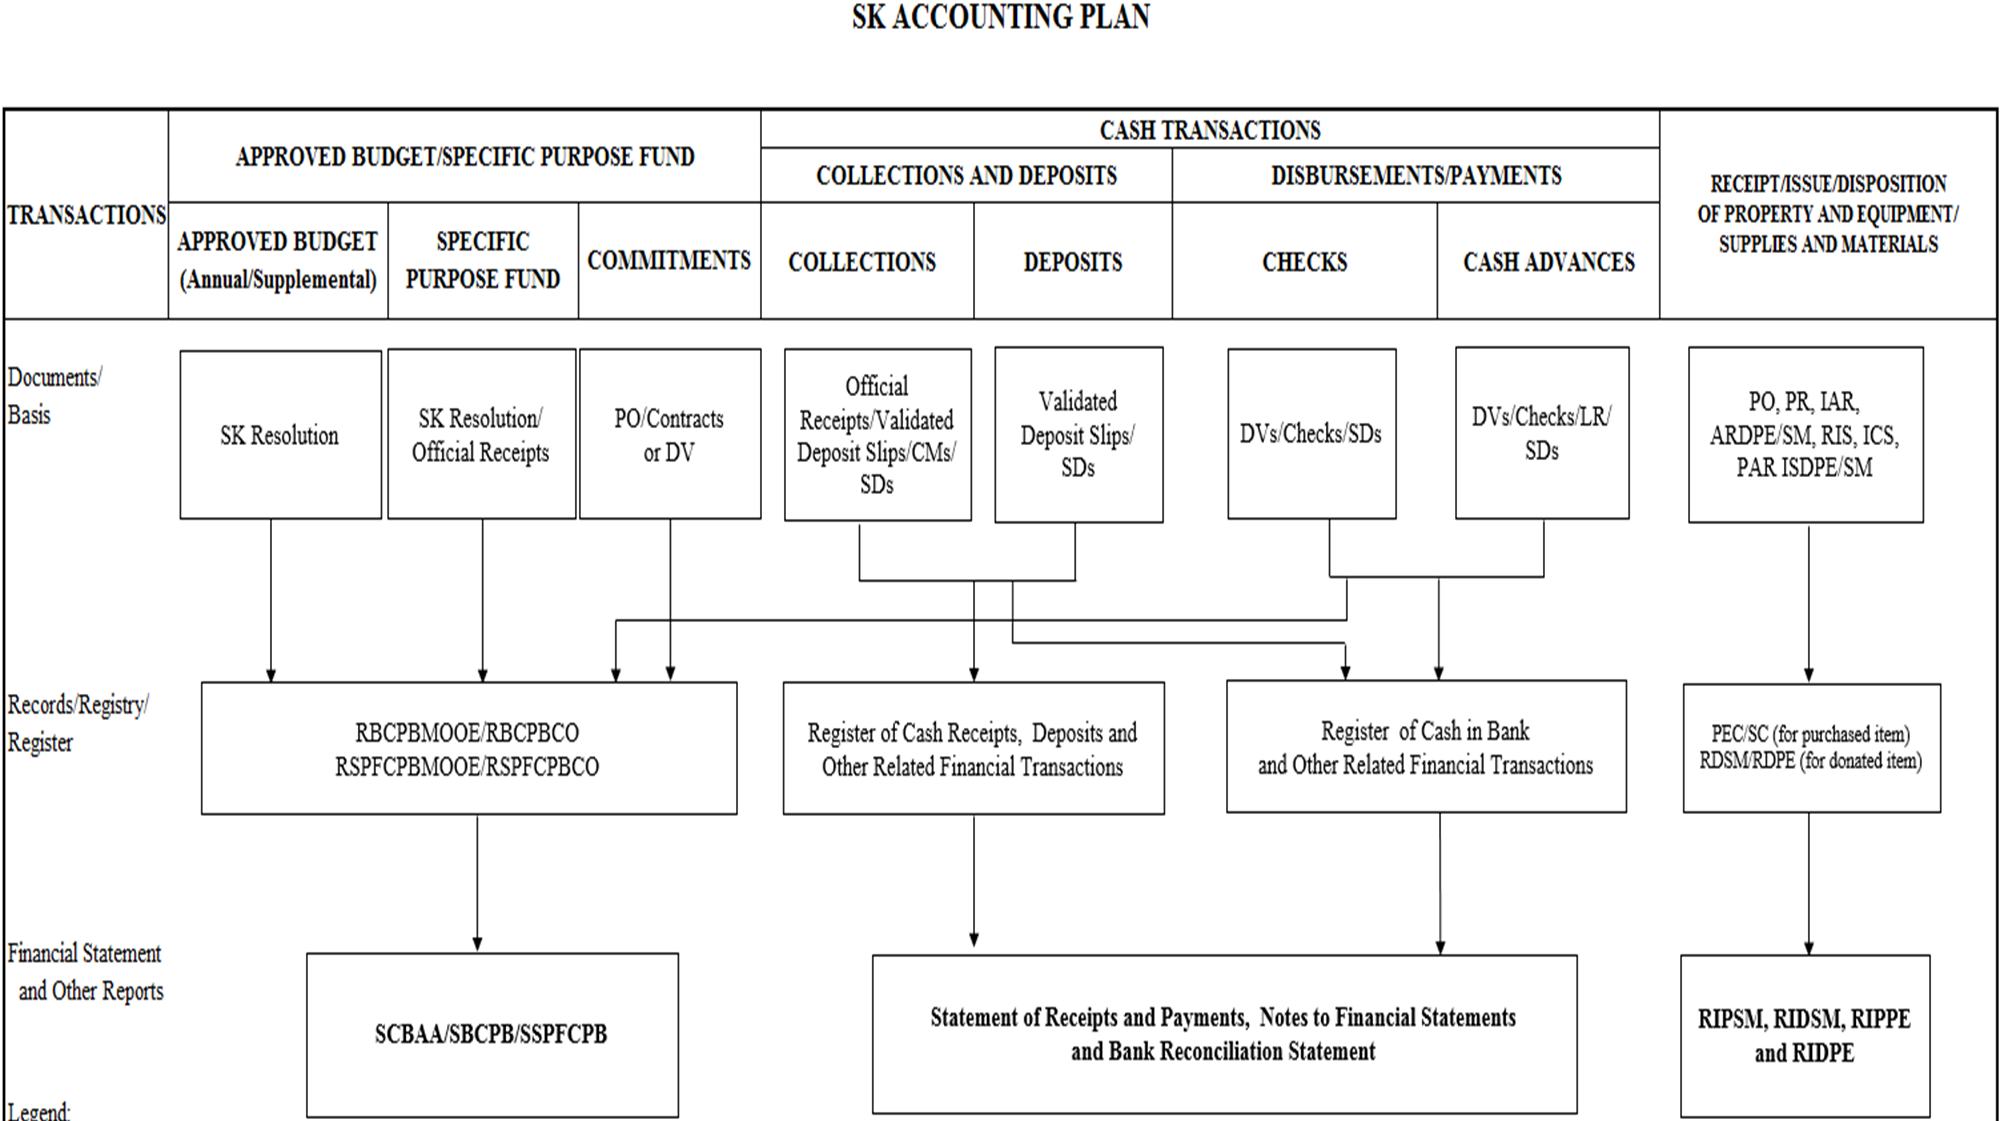 SK ACCOUNTING PLAN
TRANSACTIONS
APPROVED BUDGET/SPECIFIC PURPOSE FUND
CASH TRANSACTIONS
COLLECTIONS AND DEPOSITS
DISBURSEMENTS/PAYMENTS
RECEIPT/ISSUE/DISPOSITION
OF PROPERTY AND EQUIPMENT/
SUPPLIES AND MATERIALS
APPROVED BUDGET
(Annual/Supplemental)
SPECIFIC
PURPOSE FUND
COMMITMENTS
COLLECTIONS
DEPOSITS
CHECKS
CASH ADVANCES
Documents/
Basis
SK Resolution
SK Resolution/
Official Receipts
PO/Contracts
or DV
Official
Receipts/Validated
Deposit Slips/CMs/
SDs
Validated
Deposit Slips/
SDs
DVs/Checks/SDs
DVs/Checks/LR/
SDs
PO, PR, IAR,
ARDPE/SM, RIS, ICS,
PAR ISDPE/SM
Records/Registry/
Register
RBCPBMOOE/RBCPBCO
RSPFCPBMOOE/RSPFCPBCO
Register of Cash Receipts, Deposits and
Other Related Financial Transactions
Register of Cash in Bank
and Other Related Financial Transactions
PEC/SC (for purchased item)
RDSM/RDPE (for donated item)
Financial Statement
and Other Reports
SCBAA/SBCPB/SSPFCPB
Statement of Receipts and Payments, Notes to Financial Statements
and Bank Reconciliation Statement
RIPSM, RIDSM, RIPPE
and RIDPE
Legend: